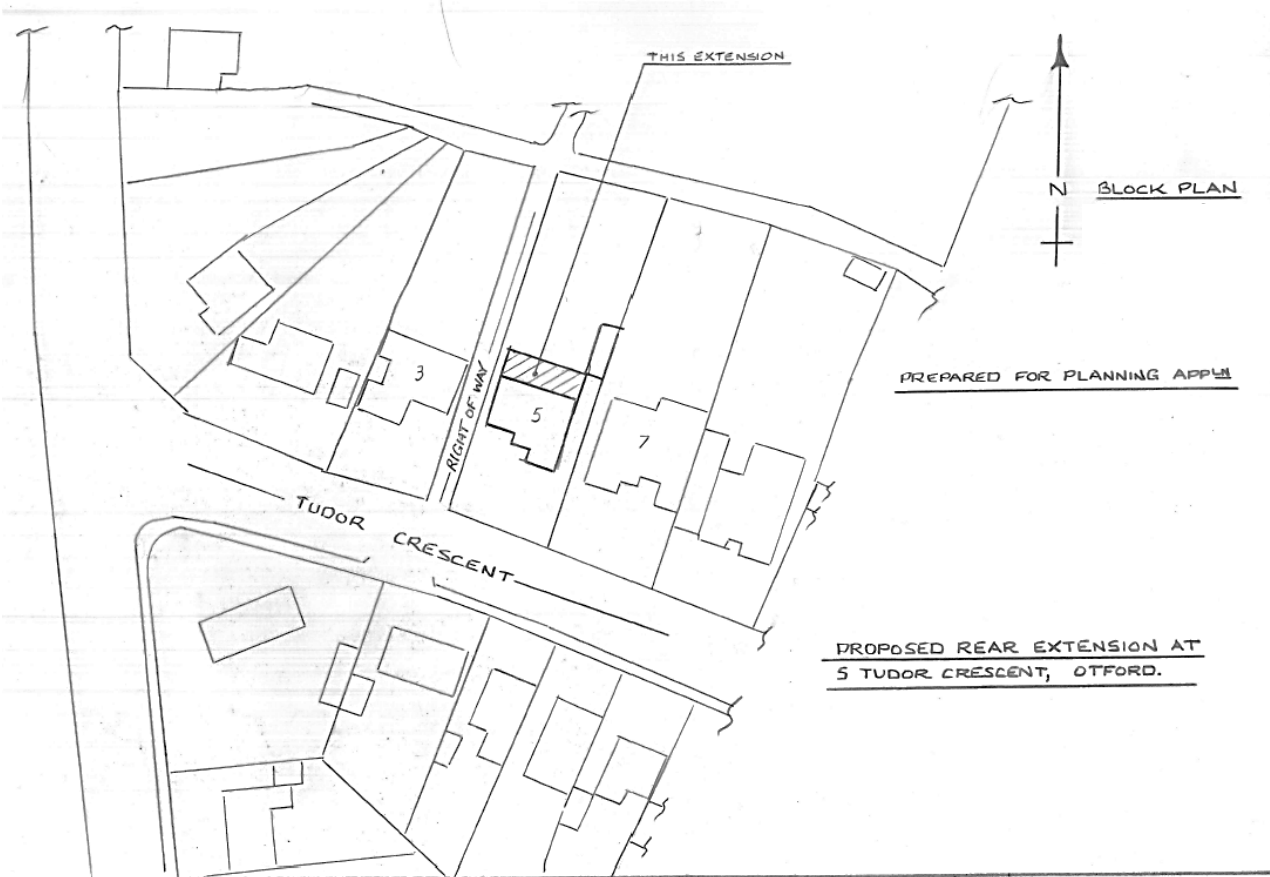 THIS EXTENSION
N
BLOCK PLAN
PREPARED FOR PLANNING APPLN
3
RIGHT OF WAY
5
7
TUDOR CRESCENT
PROPOSED REAR EXTENSION AT
5 TUDOR CRESCENT, OTFORD.